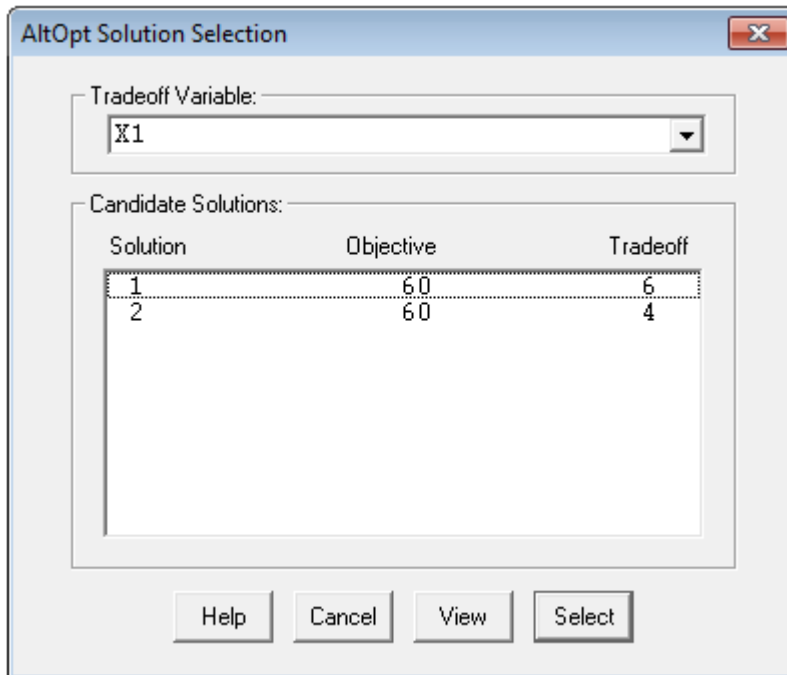 AltOpt Solution Selection
Tradeoff Variable:
X1
Candidate Solutions:
Solution Objective Tradeoff
1 60 6
2 60 4
Help Cancel View Select